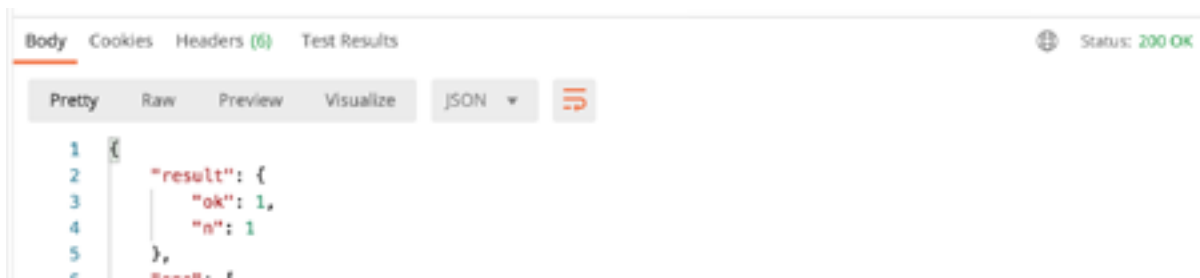 Body Cookies Headers (6) Test Results Status: 200 OK
Pretty Raw Preview Visualize JSON
1 {
2 "result": {
3 "ok": 1,
4 "n": 1
5 },